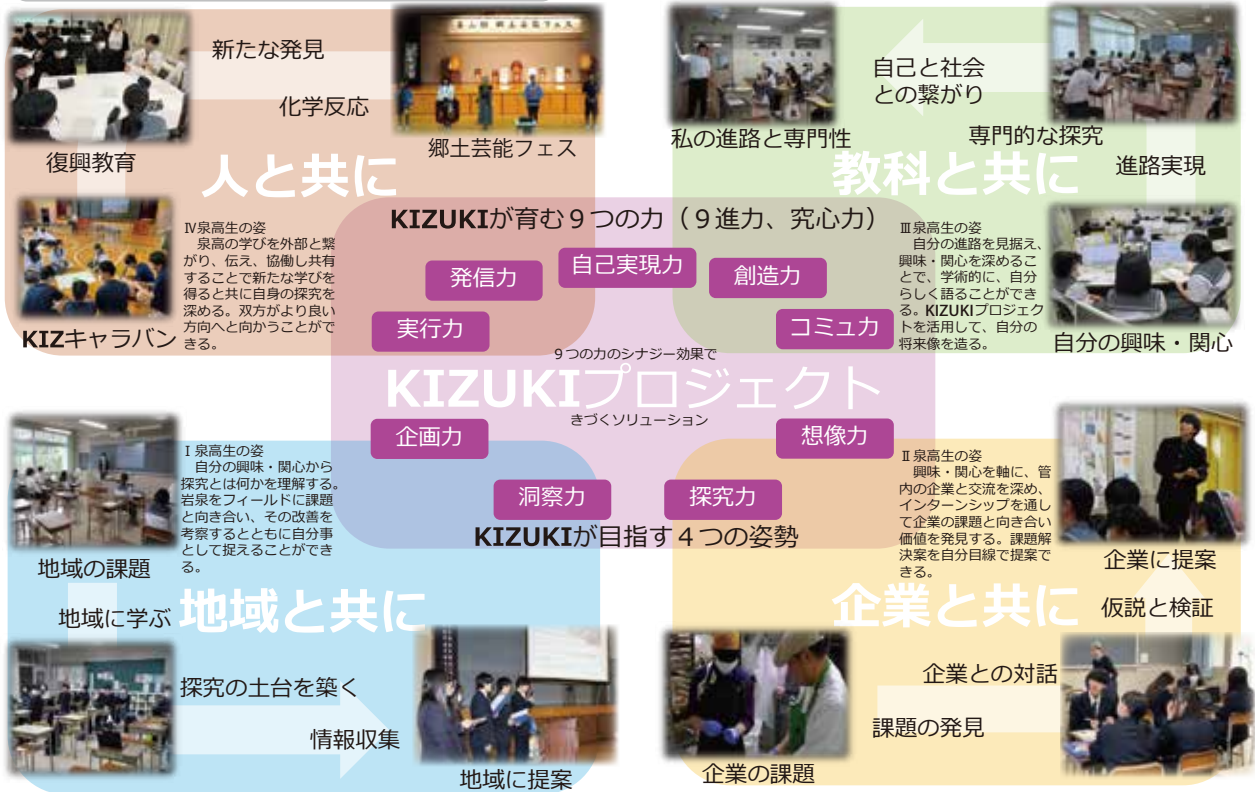 新たな発見
化学反応
復興教育
郷土芸能フェス
人と共に
KIZキャラバン
Ⅳ泉高生の姿
泉高の学びを外部と繋
がり、伝え、協働し共有
することで新たな学びを
得ると共に自身の探究を
深める。双方がより良い
方向へと向かうことがで
きる。
自己と社会
との繋がり
私の進路と専門性
専門的な探究
進路実現
教科と共に
Ⅲ泉高生の姿
自分の進路を見据え、
興味・関心を深めるこ
とで、学術的に、自分
らしく語ることができ
る。KIZUKIプロジェク
トを活用して、自分の
将来像を造る。
自分の興味・関心
KIZUKIが育む９つの力（９進力、究心力）
発信力
自己実現力
創造力
実行力
コミュ力
９つの力のシナジー効果で
KIZUKIプロジェクト
きづくソリューション
企画力
想像力
洞察力
探究力
KIZUKIが目指す４つの姿勢
Ⅰ泉高生の姿
自分の興味・関心から
探究とは何かを理解する。
岩泉をフィールドに課題
と向き合い、その改善を
考察するとともに自分事
として捉えることができ
る。
地域の課題
地域に学ぶ
地域と共に
探究の土台を築く
情報収集
地域に提案
Ⅱ泉高生の姿
興味・関心を軸に、管
内の企業と交流を深め、
インターンシップを通し
て企業の課題と向き合い
価値を発見する。課題解
決案を自分目線で提案で
きる。
企業に提案
企業と共に
仮説と検証
企業との対話
課題の発見
企業の課題